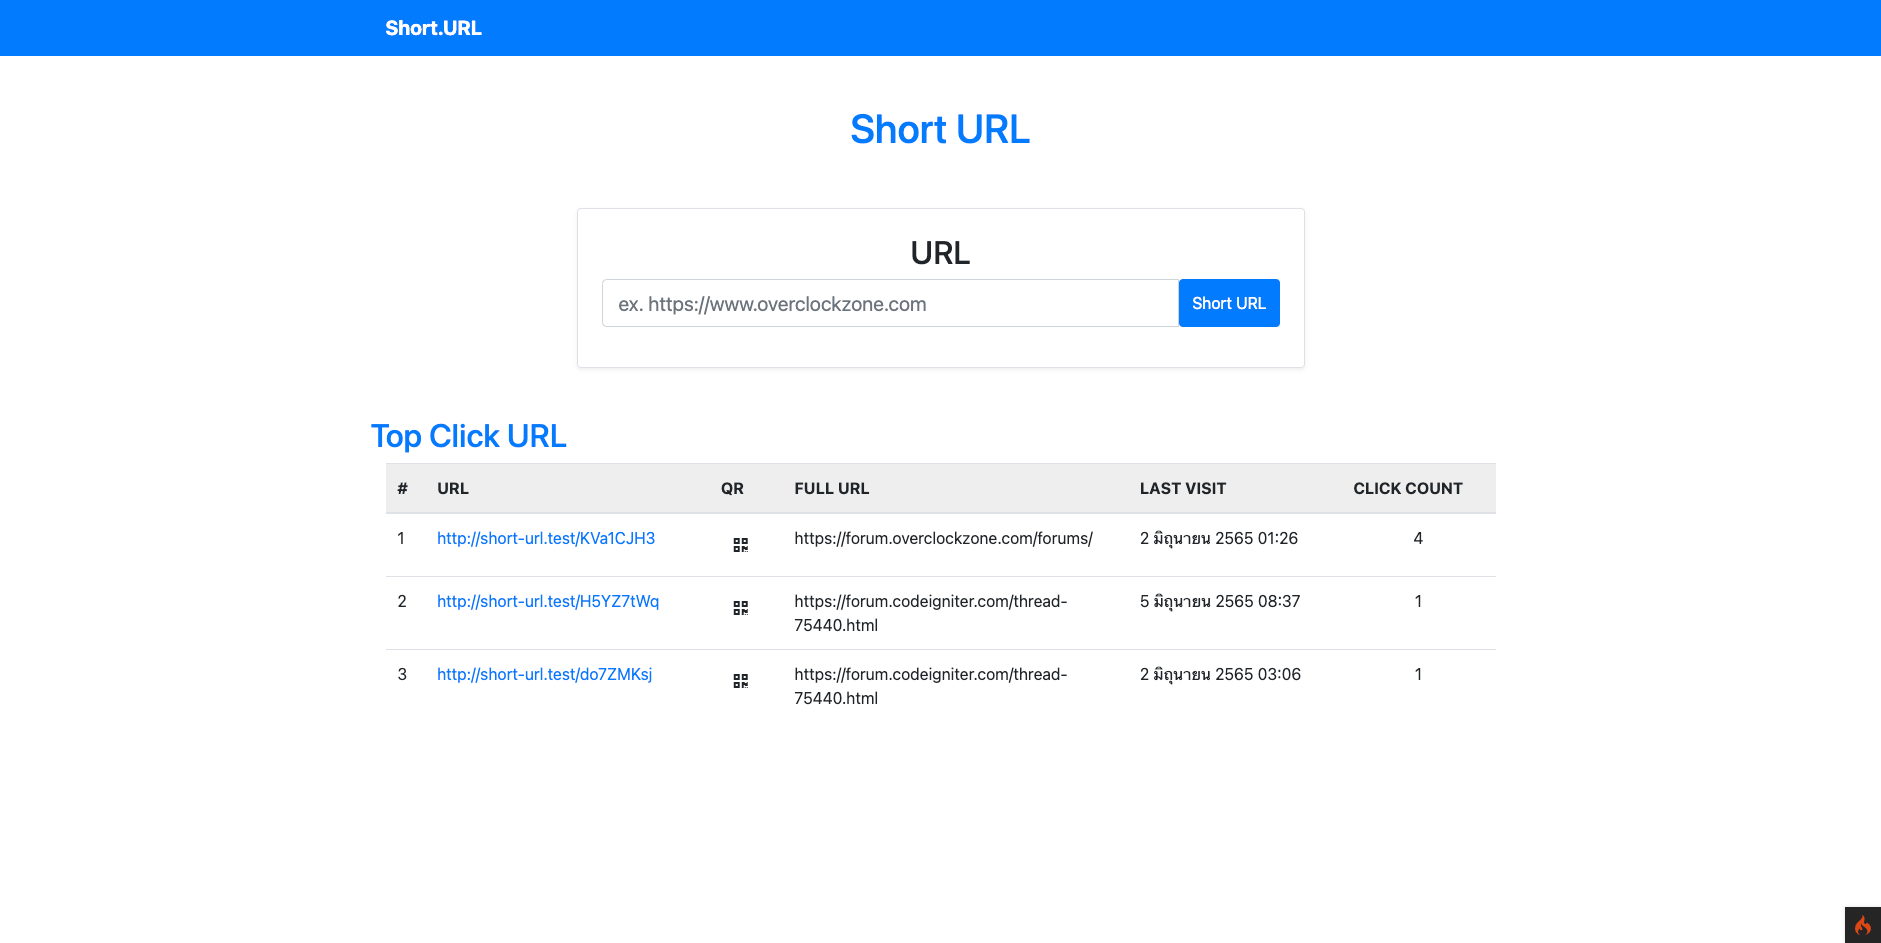 Short.URL
Short URL
URL
ex. https://www.overclockzone.com
Short URL
Top Click URL
# URL QR FULL URL LAST VISIT CLICK COUNT
1 http://short-url.test/KVa1CJH3 https://forum.overclockzone.com/forums/ 2 มิถุนายน 2565 01:26 4
2 http://short-url.test/H5YZ7tWq https://forum.codeigniter.com/thread- 5 มิถุนายน 2565 08:37 1
75440.html
3 http://short-url.test/do7ZMKsj https://forum.codeigniter.com/thread- 2 มิถุนายน 2565 03:06 1
75440.html